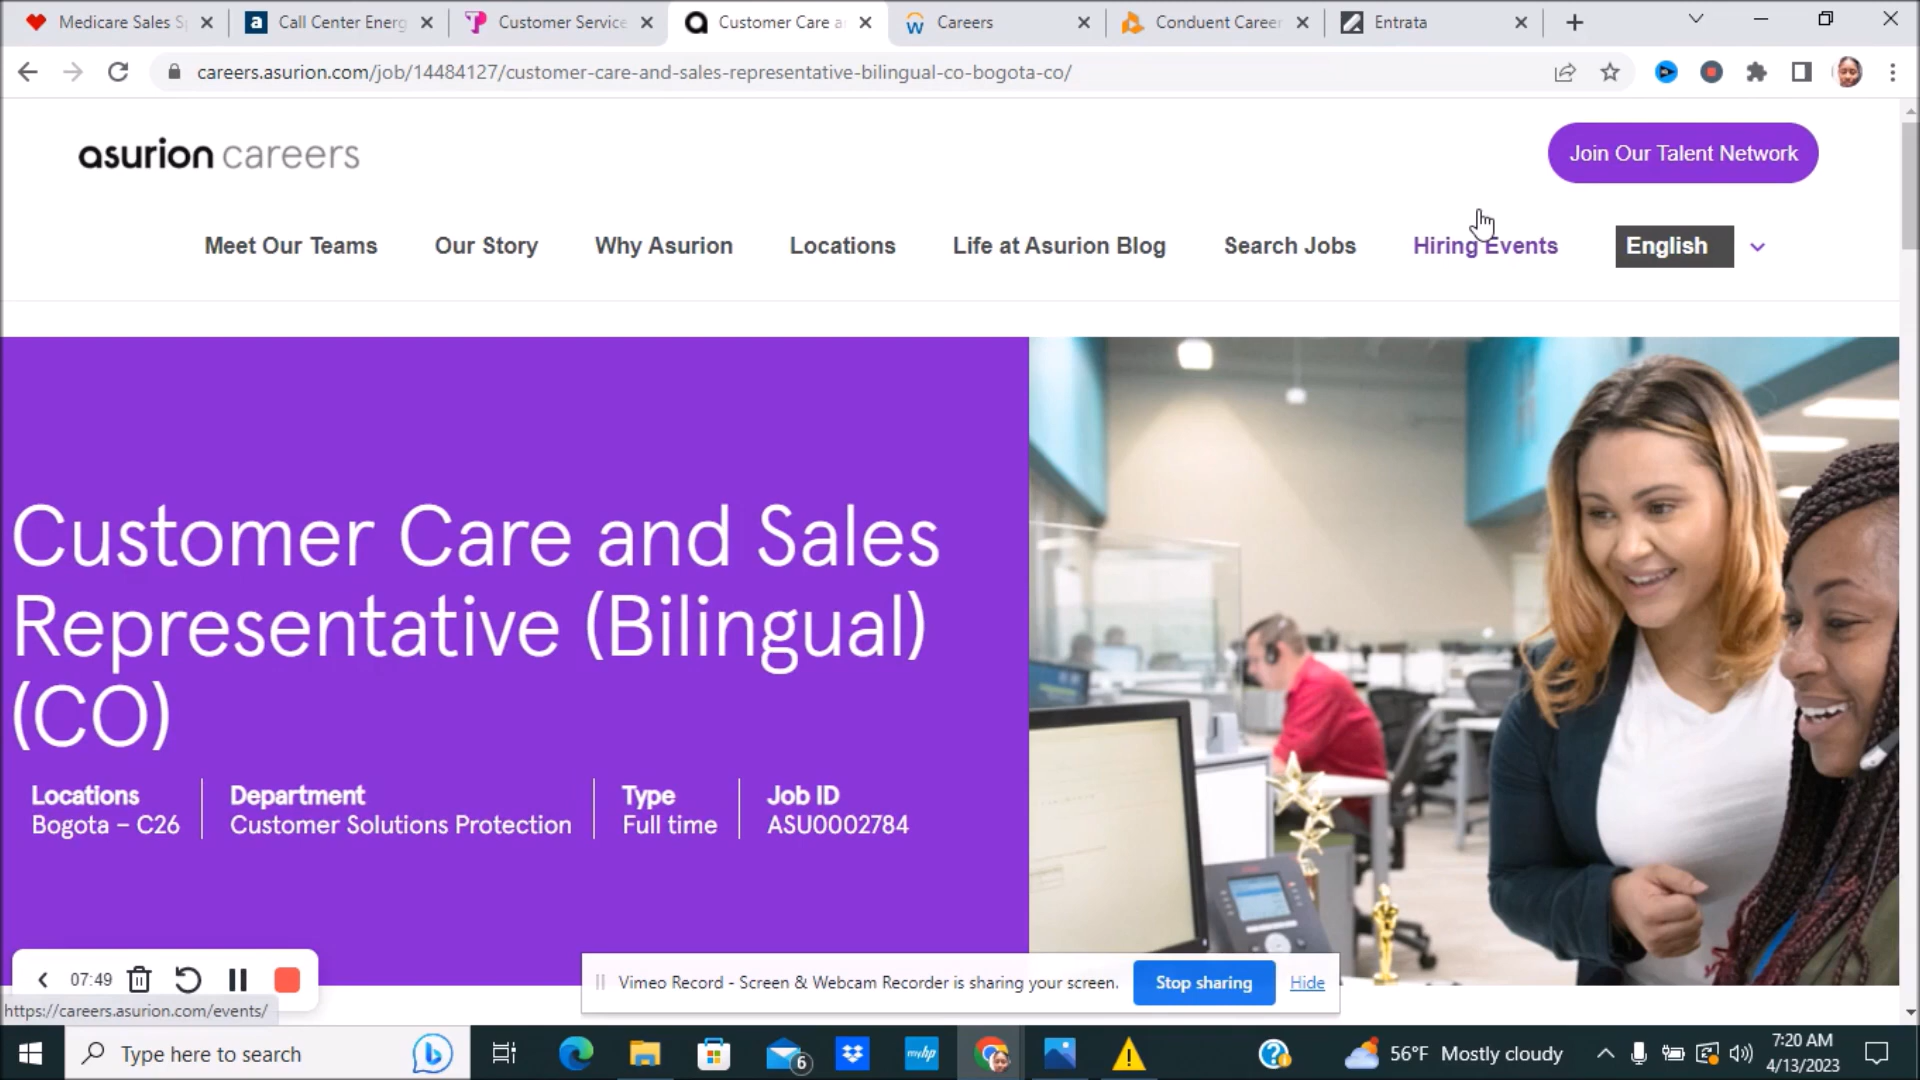 Medicare Sales S
Call Center Energ
Customer Service
Customer Care a
Careers
Conduent Career
Entrata
careers.asurion.com/job/14484127/customer-care-and-sales-representative-bilingual-co-bogota-co/
asurion careers
Join Our Talent Network
Meet Our Teams
Our Story
Why Asurion
Locations
Life at Asurion Blog
Search Jobs
Hiring Events
English
Customer Care and Sales
Representative (Bilingual)
(CO)
Locations
Bogota – C26
Department
Customer Solutions Protection
Type
Full time
Job ID
ASU0002784
07:49
Vimeo Record - Screen & Webcam Recorder is sharing your screen.
Stop sharing
Hide
https://careers.asurion.com/events/
Type here to search
6
myhp
56°F Mostly cloudy
7:20 AM
4/13/2023